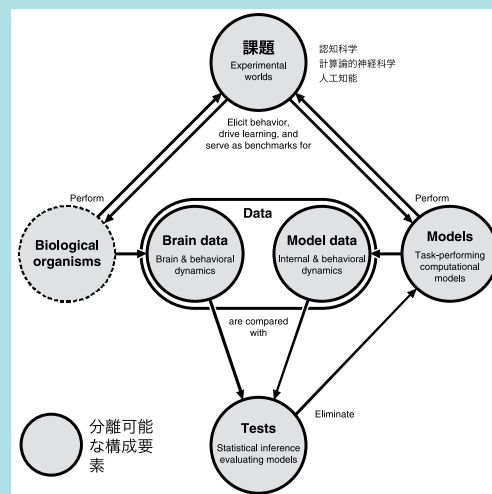 課題
Experimental
worlds
認知科学
計算論的神経科学
人工知能
Elicit behavior,
drive learning, and
serve as benchmarks for
Perform
Perform
Data
Biological
organisms
Brain data
Brain & behavioral
dynamics
Model data
Internal & behavioral
dynamics
Models
Task-performing
computational
models
are compared
with
Eliminate
Tests
Statistical inference
evaluating models
分離可能
な構成要
素